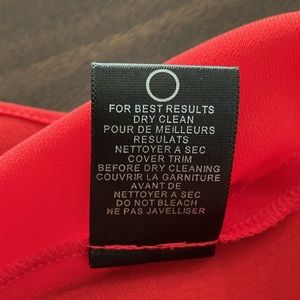 FOR BEST RESULTS
DRY CLEAN
POUR DE MEILLEURS
RESULATS
NETTOYER A SEC
COVER TRIM
BEFORE DRY CLEANING
COUVRIR LA GARNITURE
AVANT DE
NETTOYER A SEC
DO NOT BLEACH
NE PAS JAVELLISER